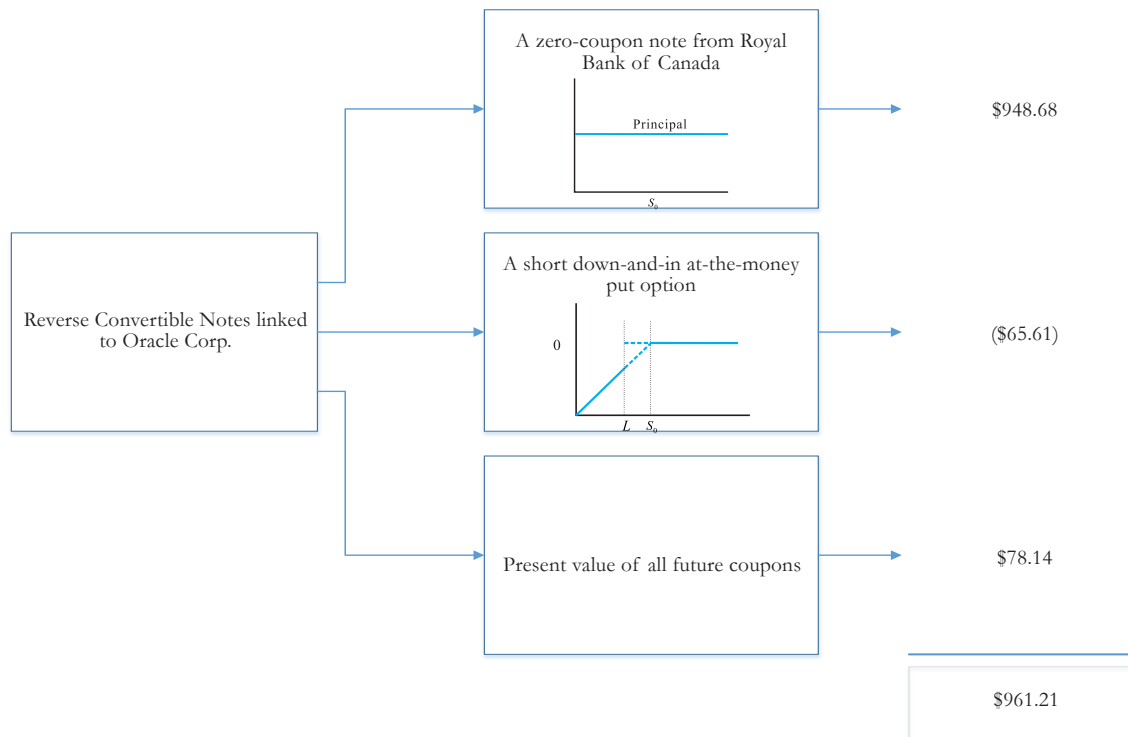 A zero-coupon note from Royal
Bank of Canada
Principal
S₀
$948.68
Reverse Convertible Notes linked
to Oracle Corp.
A short down-and-in at-the-money
put option
0
L S₀
($65.61)
Present value of all future coupons
$78.14
$961.21